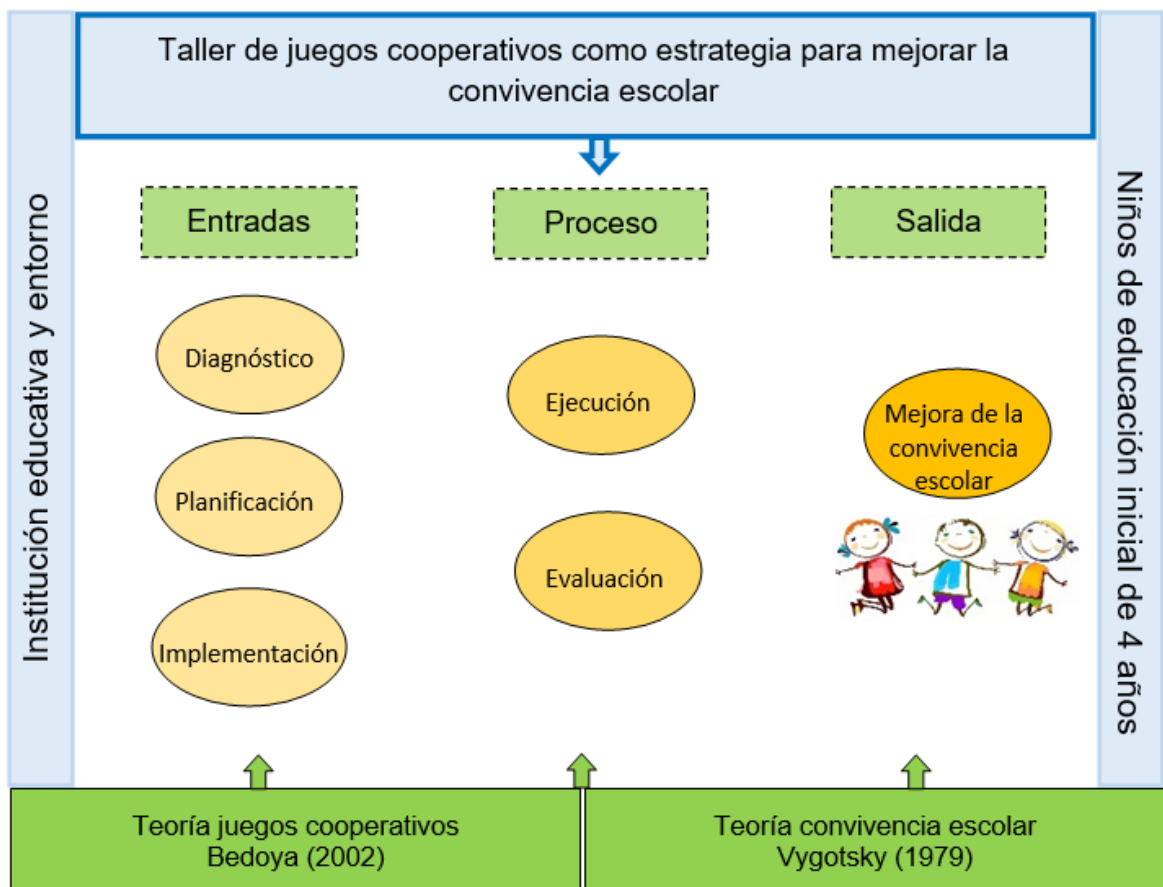 Taller de juegos cooperativos como estrategia para mejorar la
convivencia escolar
Institución educativa y entorno
Entradas
Diagnóstico
Planificación
Implementación
Proceso
Ejecución
Evaluación
Salida
Mejora de la
convivencia
escolar
Niños de educación inicial de 4 años
Teoría juegos cooperativos
Bedoya (2002)
Teoría convivencia escolar
Vygotsky (1979)